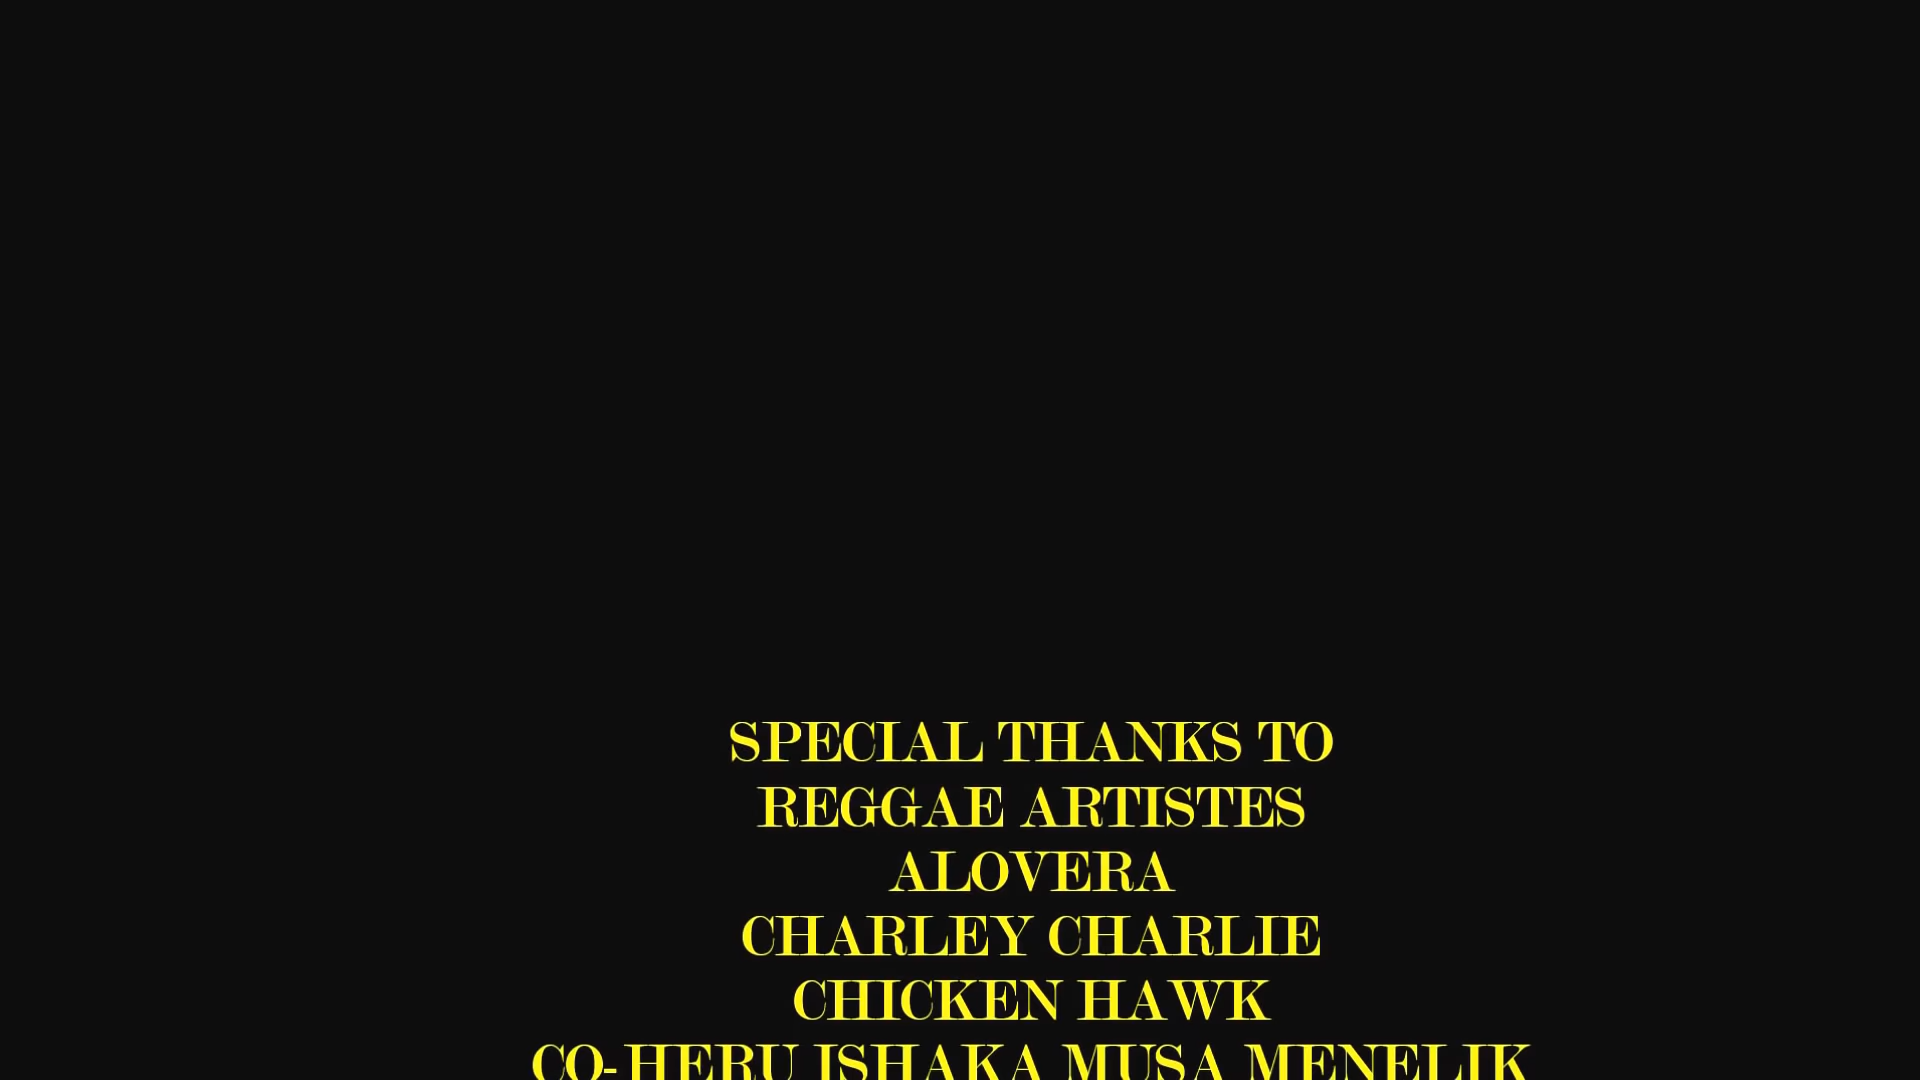 SPECIAL THANKS TO
REGGAE ARTISTES
ALOVERA
CHARLEY CHARLIE
CHICKEN HAWK
CO-HERU ISHAKA MUSA MENELIK